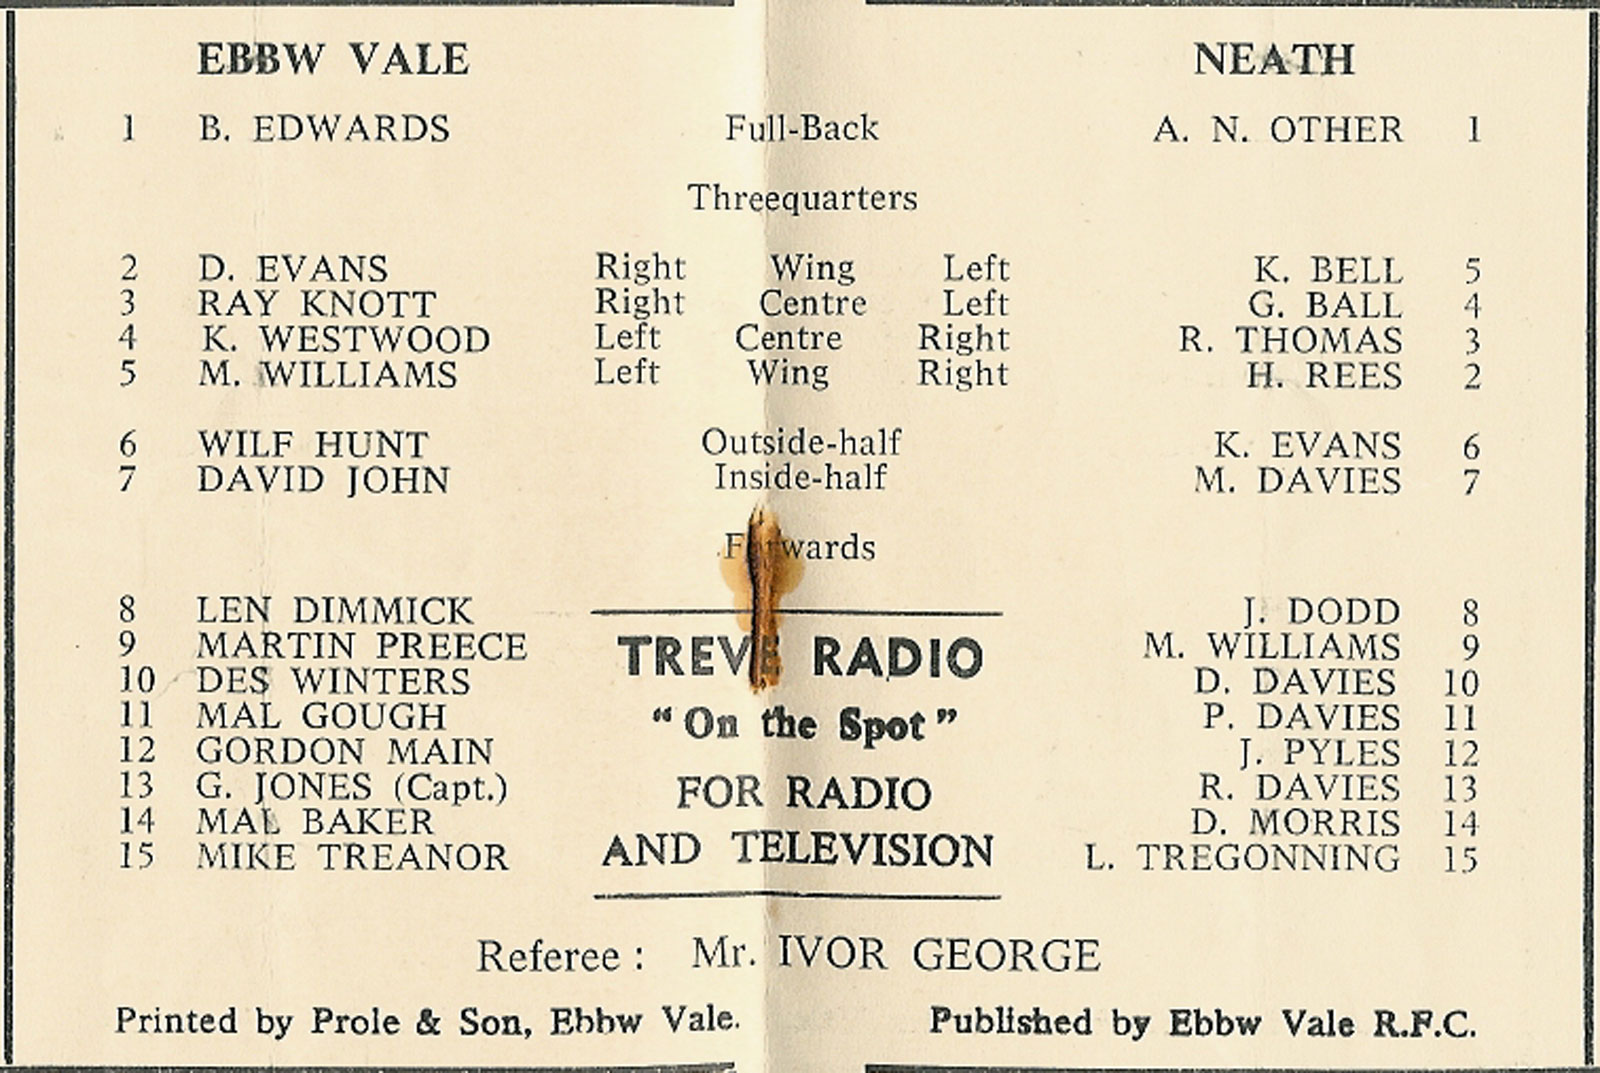 EBBW VALE NEATH
1 B. EDWARDS Full-Back A. N. OTHER 1
Threequarters
2 D. EVANS Right Wing Left K. BELL 5
3 RAY KNOTT Right Centre Left G. BALL 4
4 K. WESTWOOD Left Centre Right R. THOMAS 3
5 M. WILLIAMS Left Wing Right H. REES 2
6 WILF HUNT Outside-half K. EVANS 6
7 DAVID JOHN Inside-half M. DAVIES 7
Forwards
8 LEN DIMMICK J. DODD 8
9 MARTIN PREECE TREVE RADIO M. WILLIAMS 9
10 DES WINTERS D. DAVIES 10
11 MAL GOUGH "On the Spot" P. DAVIES 11
12 GORDON MAIN J. PYLES 12
13 G. JONES (Capt.) FOR RADIO R. DAVIES 13
14 MAL BAKER D. MORRIS 14
15 MIKE TREANOR AND TELEVISION L. TREGONNING 15
Referee : Mr. IVOR GEORGE
Printed by Prole & Son, Ebbw Vale. Published by Ebbw Vale R.F.C.